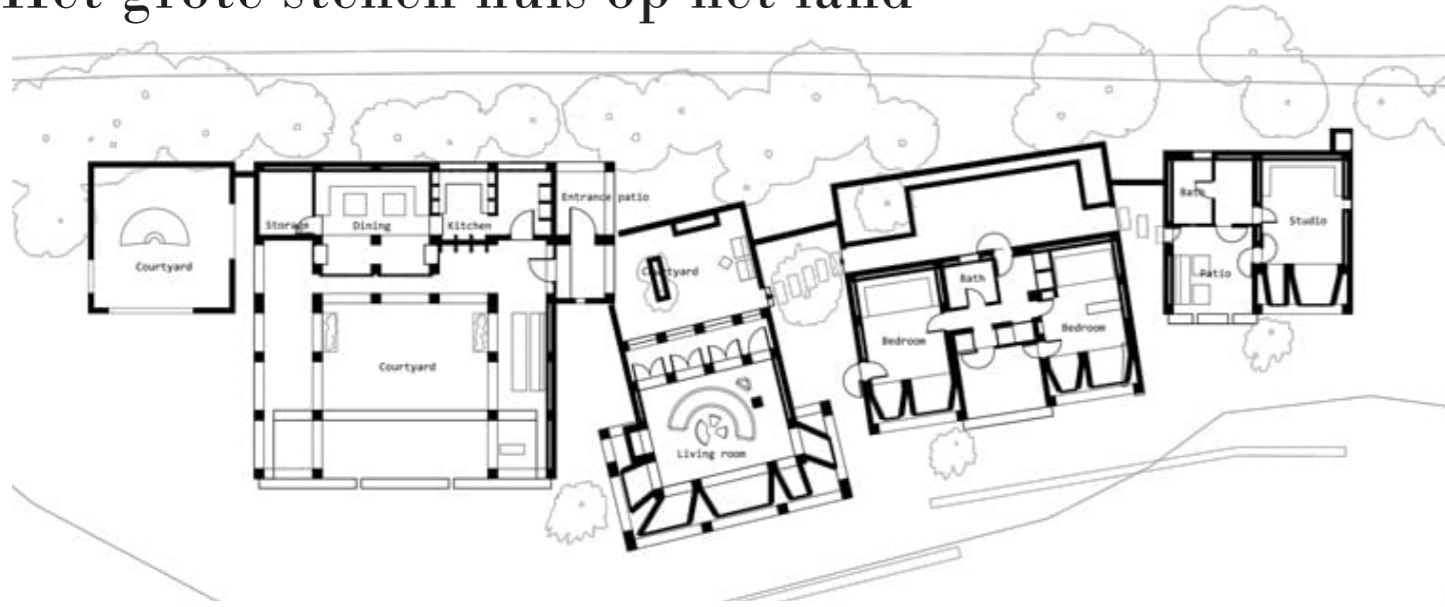 Het grote stenen huis op het land
Entrance patio
Bath
Storage
Dining
Kitchen
Studio
Courtyard
Courtyard
Patio
Bath
Bedroom
Bedroom
Courtyard
Living room